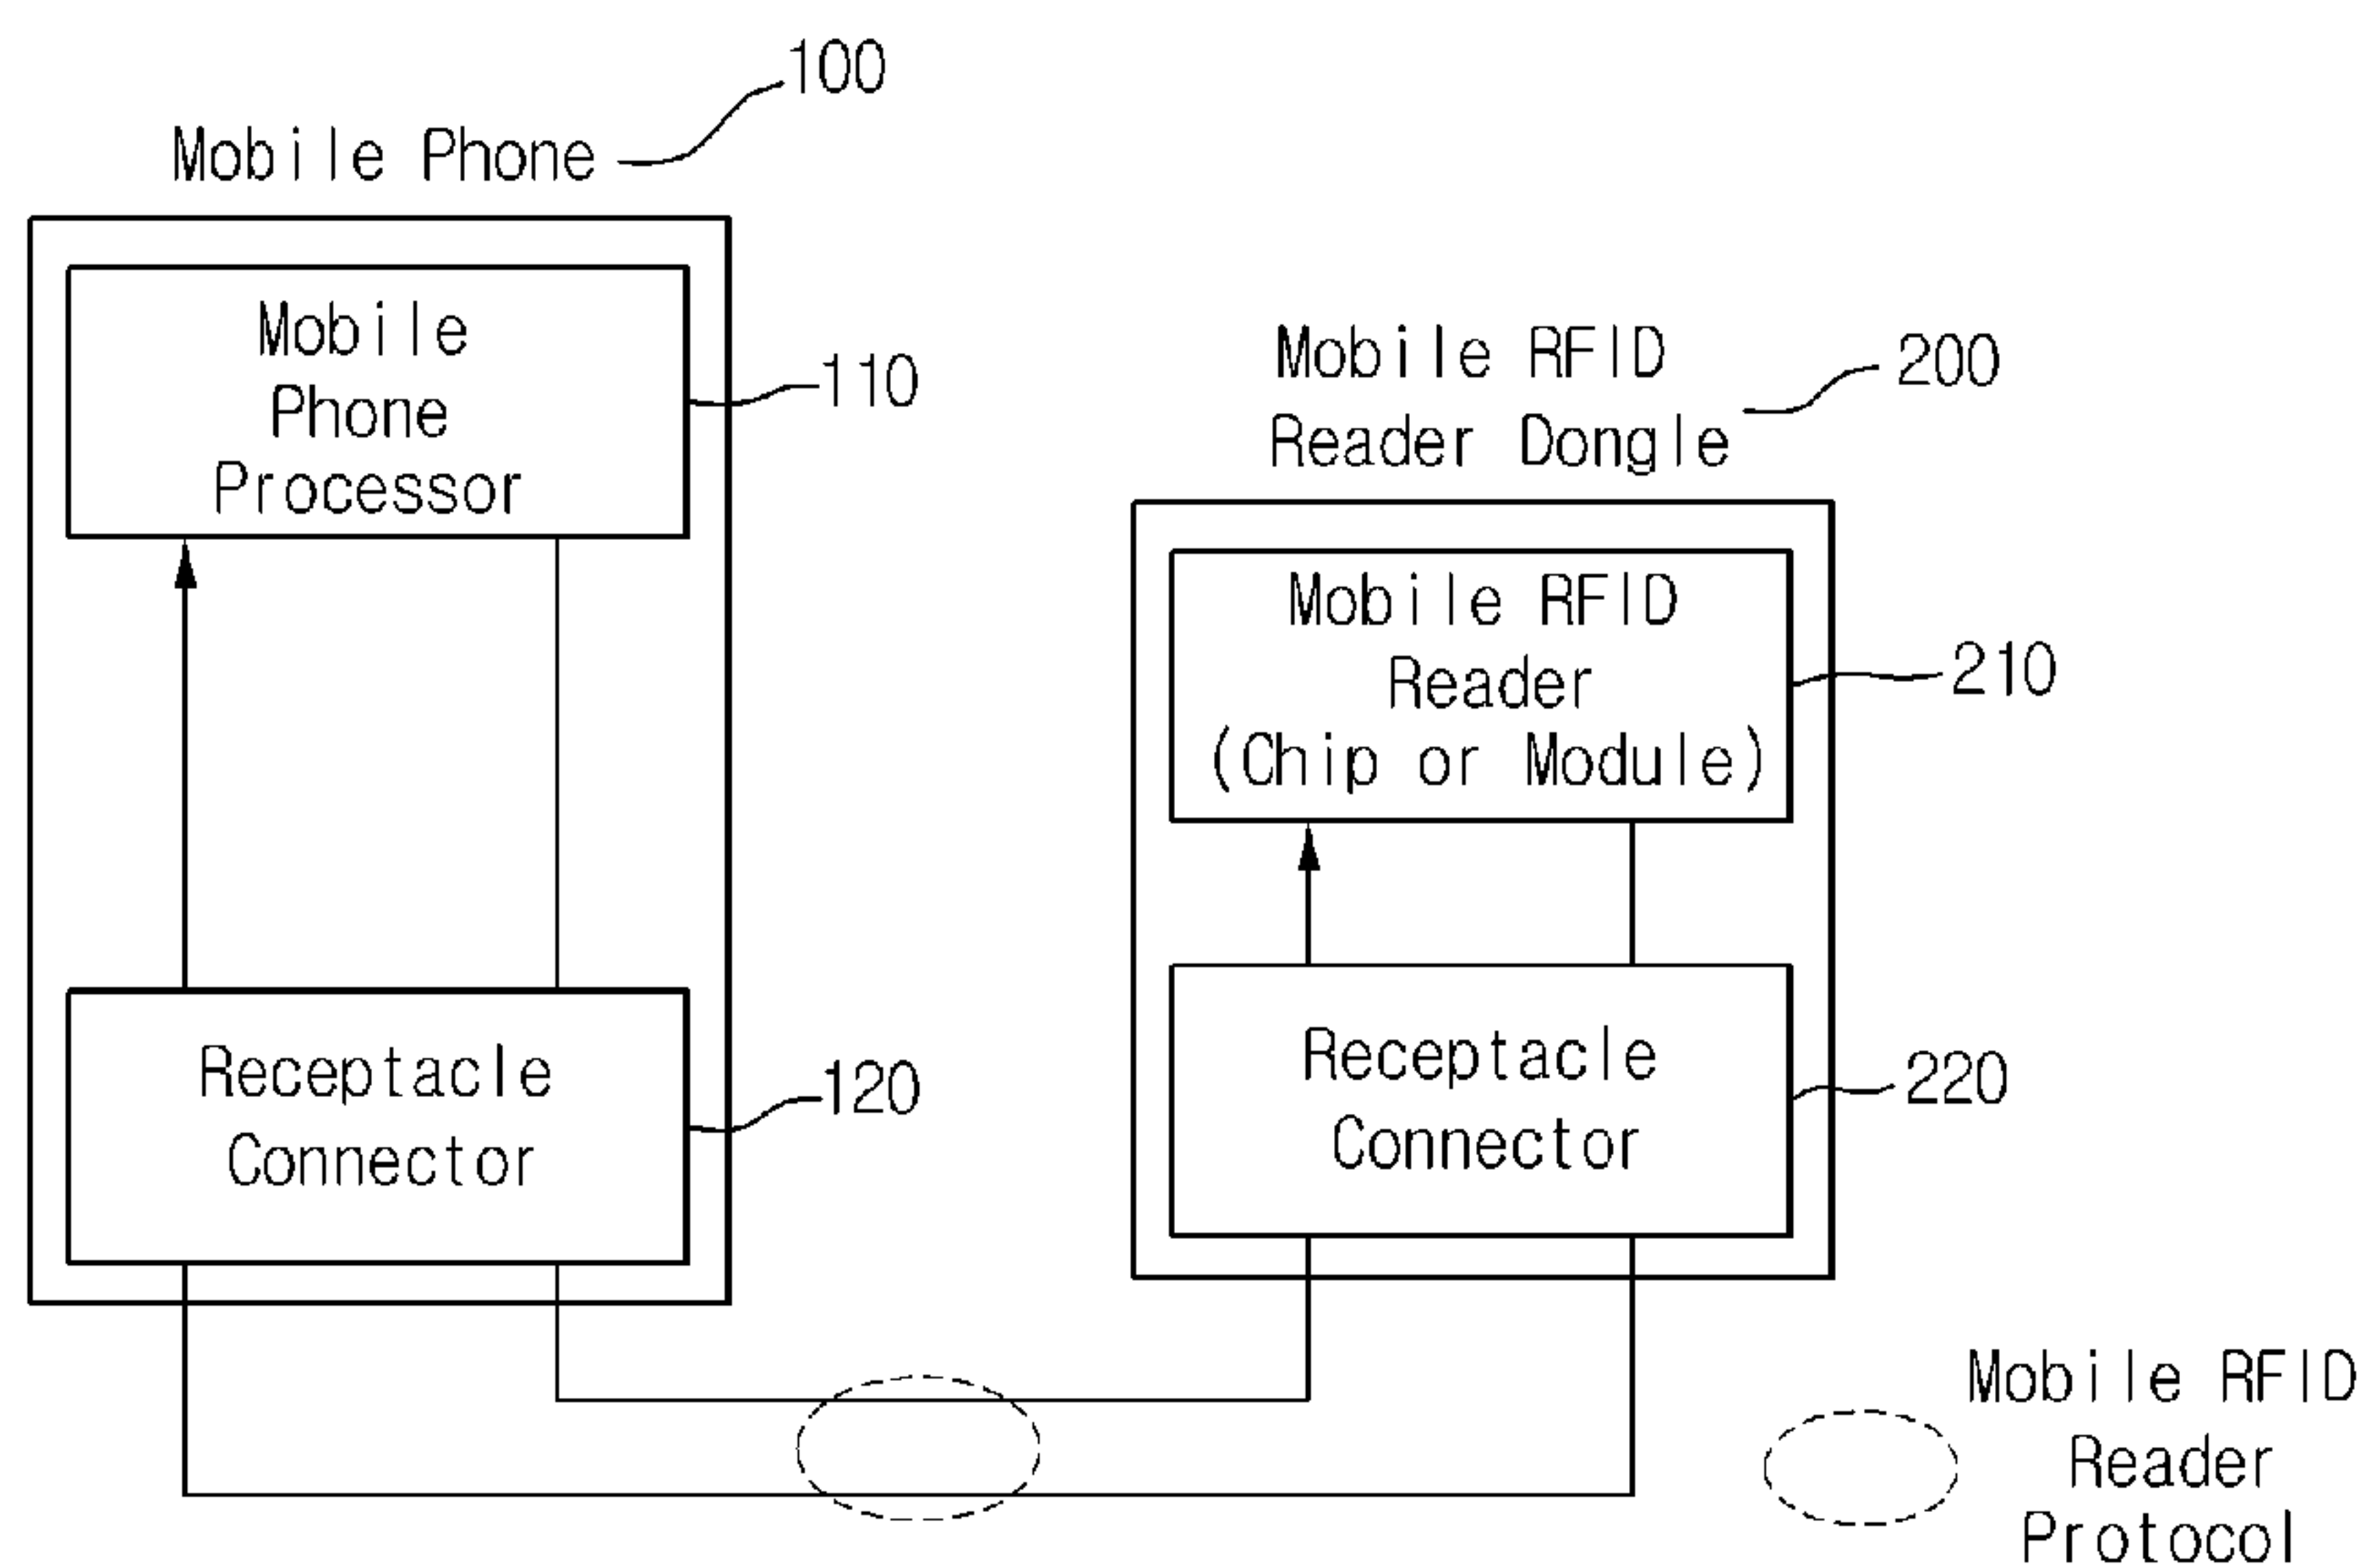 100
Mobile Phone
Mobile
Phone
Processor
110
Receptacle
Connector
120
Mobile RFID
Reader Dongle
200
Mobile RFID
Reader
(Chip or Module)
210
Receptacle
Connector
220
Mobile RFID
Reader
Protocol